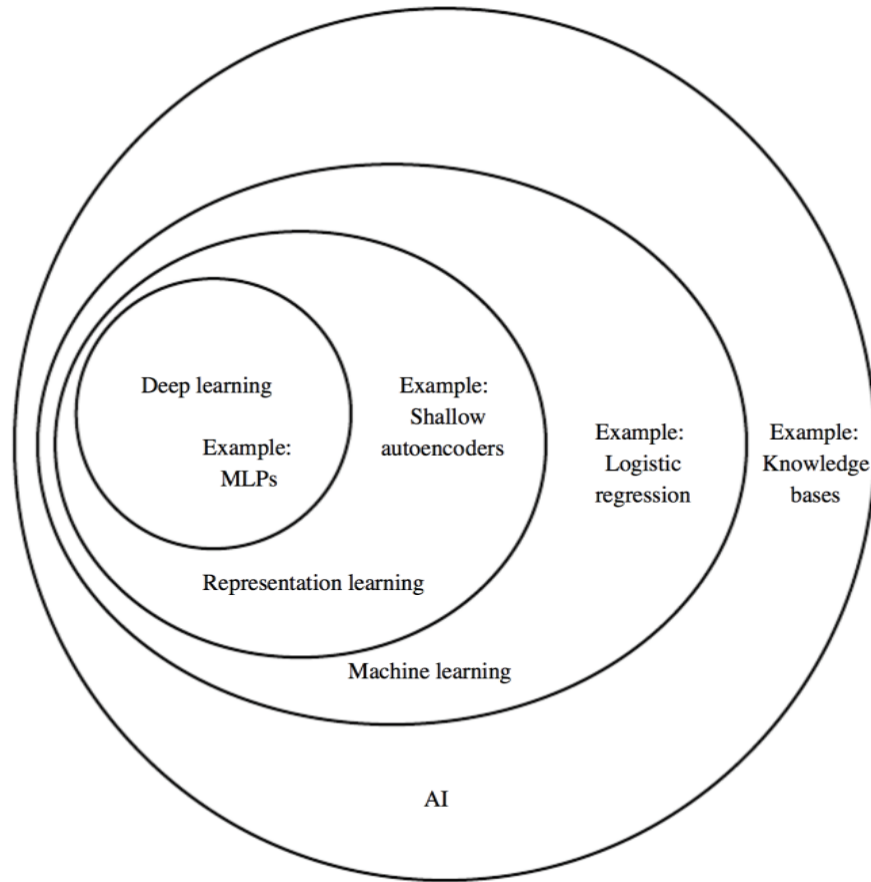 Deep learning
Example:
MLPs
Example:
Shallow
autoencoders
Example:
Logistic
regression
Example:
Knowledge
bases
Representation learning
Machine learning
AI